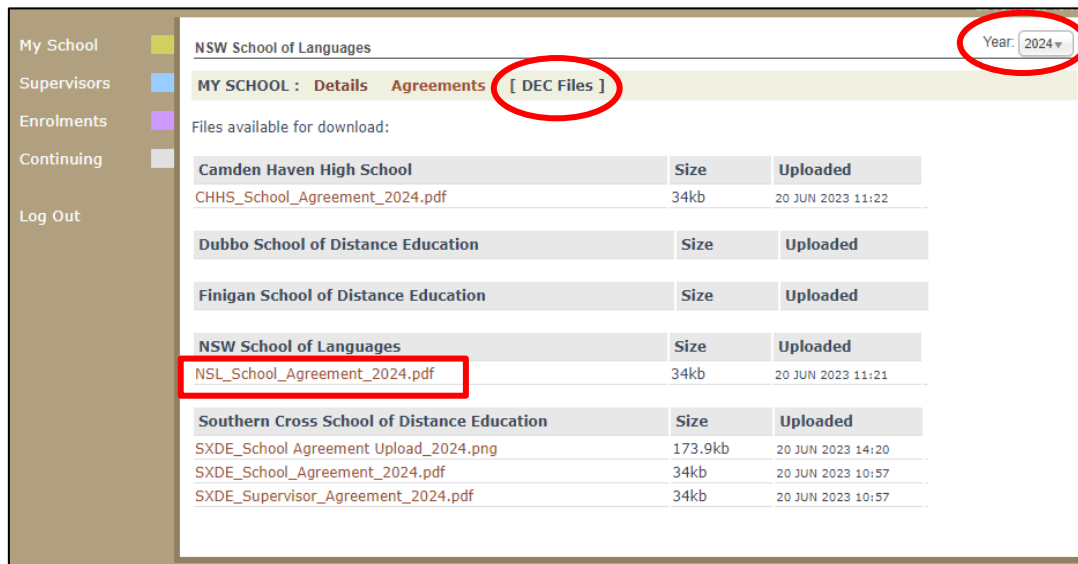 My School
Supervisors
Enrolments
Continuing
Log Out
NSW School of Languages
Year: 2024
MY SCHOOL : Details Agreements [ DEC Files ]
Files available for download:
Camden Haven High School Size Uploaded
CHHS_School_Agreement_2024.pdf 34kb 20 JUN 2023 11:22
Dubbo School of Distance Education Size Uploaded
Finigan School of Distance Education Size Uploaded
NSW School of Languages Size Uploaded
NSL_School_Agreement_2024.pdf 34kb 20 JUN 2023 11:21
Southern Cross School of Distance Education Size Uploaded
SXDE_School Agreement Upload_2024.png 173.9kb 20 JUN 2023 14:20
SXDE_School_Agreement_2024.pdf 34kb 20 JUN 2023 10:57
SXDE_Supervisor_Agreement_2024.pdf 34kb 20 JUN 2023 10:57